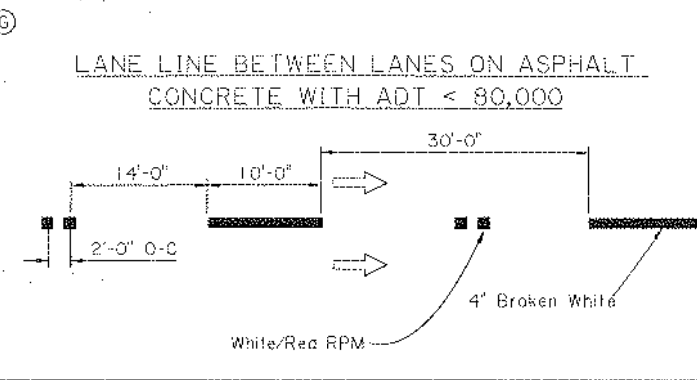 G
LANE LINE BETWEEN LANES ON ASPHALT
CONCRETE WITH ADT < 80,000
30'-0"
14'-0"
10'-0"
2'-0" O-C
4" Broken White
White/Red RPM